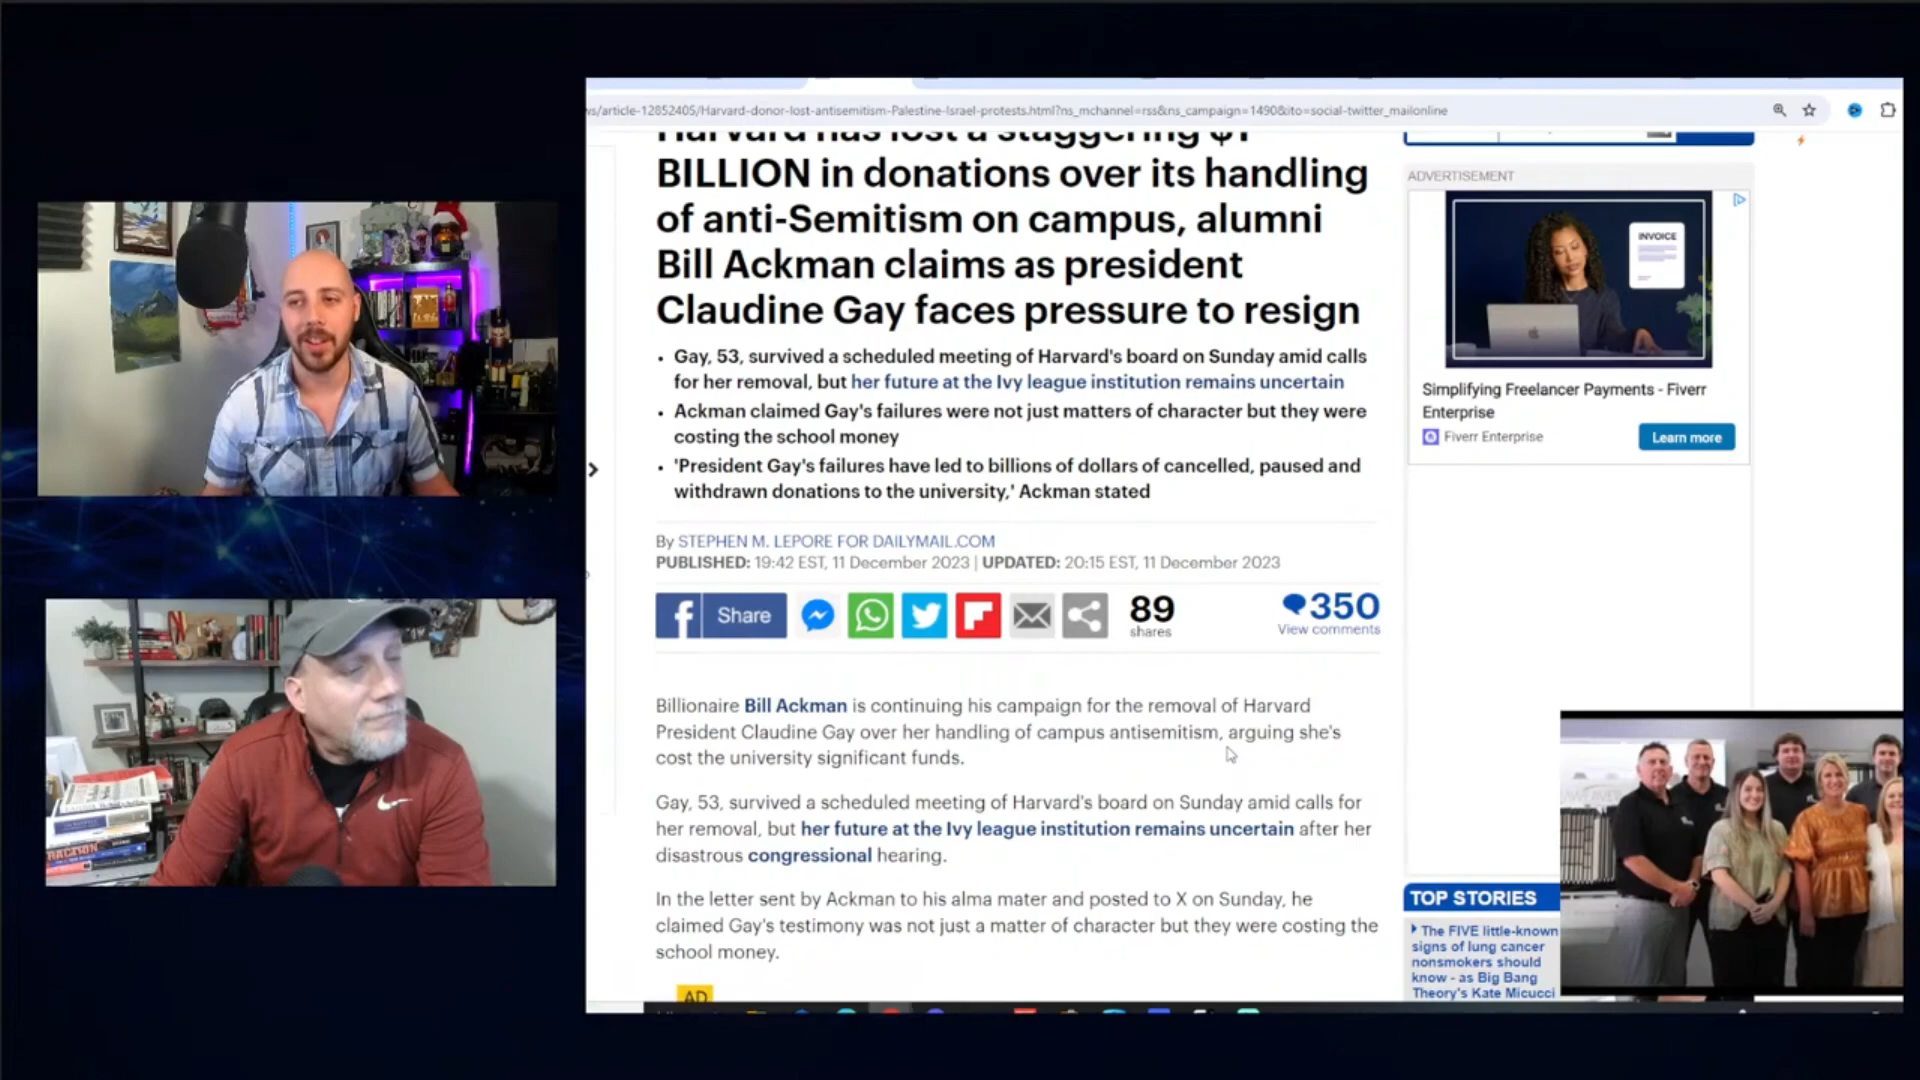 ws/article-12852405/Harvard-donor-lost-antisemitism-Palestine-Israel-protests.html?ns_mchannel=rss&ns_campaign=1490&ito=social-twitter_mailonline
Harvard has lost a staggering $1
BILLION in donations over its handling
of anti-Semitism on campus, alumni
Bill Ackman claims as president
Claudine Gay faces pressure to resign
• Gay, 53, survived a scheduled meeting of Harvard's board on Sunday amid calls
for her removal, but her future at the Ivy league institution remains uncertain
• Ackman claimed Gay's failures were not just matters of character but they were
costing the school money
• 'President Gay's failures have led to billions of dollars of cancelled, paused and
withdrawn donations to the university,' Ackman stated
By STEPHEN M. LEPORE FOR DAILYMAIL.COM
PUBLISHED: 19:42 EST, 11 December 2023 | UPDATED: 20:15 EST, 11 December 2023
Share
89
shares
350
View comments
Billionaire Bill Ackman is continuing his campaign for the removal of Harvard
President Claudine Gay over her handling of campus antisemitism, arguing she's
cost the university significant funds.
Gay, 53, survived a scheduled meeting of Harvard's board on Sunday amid calls for
her removal, but her future at the Ivy league institution remains uncertain after her
disastrous congressional hearing.
In the letter sent by Ackman to his alma mater and posted to X on Sunday, he
claimed Gay's testimony was not just a matter of character but they were costing the
school money.
AD
ADVERTISEMENT
INVOICE
Simplifying Freelancer Payments - Fiverr
Enterprise
Fiverr Enterprise
Learn more
TOP STORIES
The FIVE little-known
signs of lung cancer
nonsmokers should
know - as Big Bang
Theory's Kate Micucci